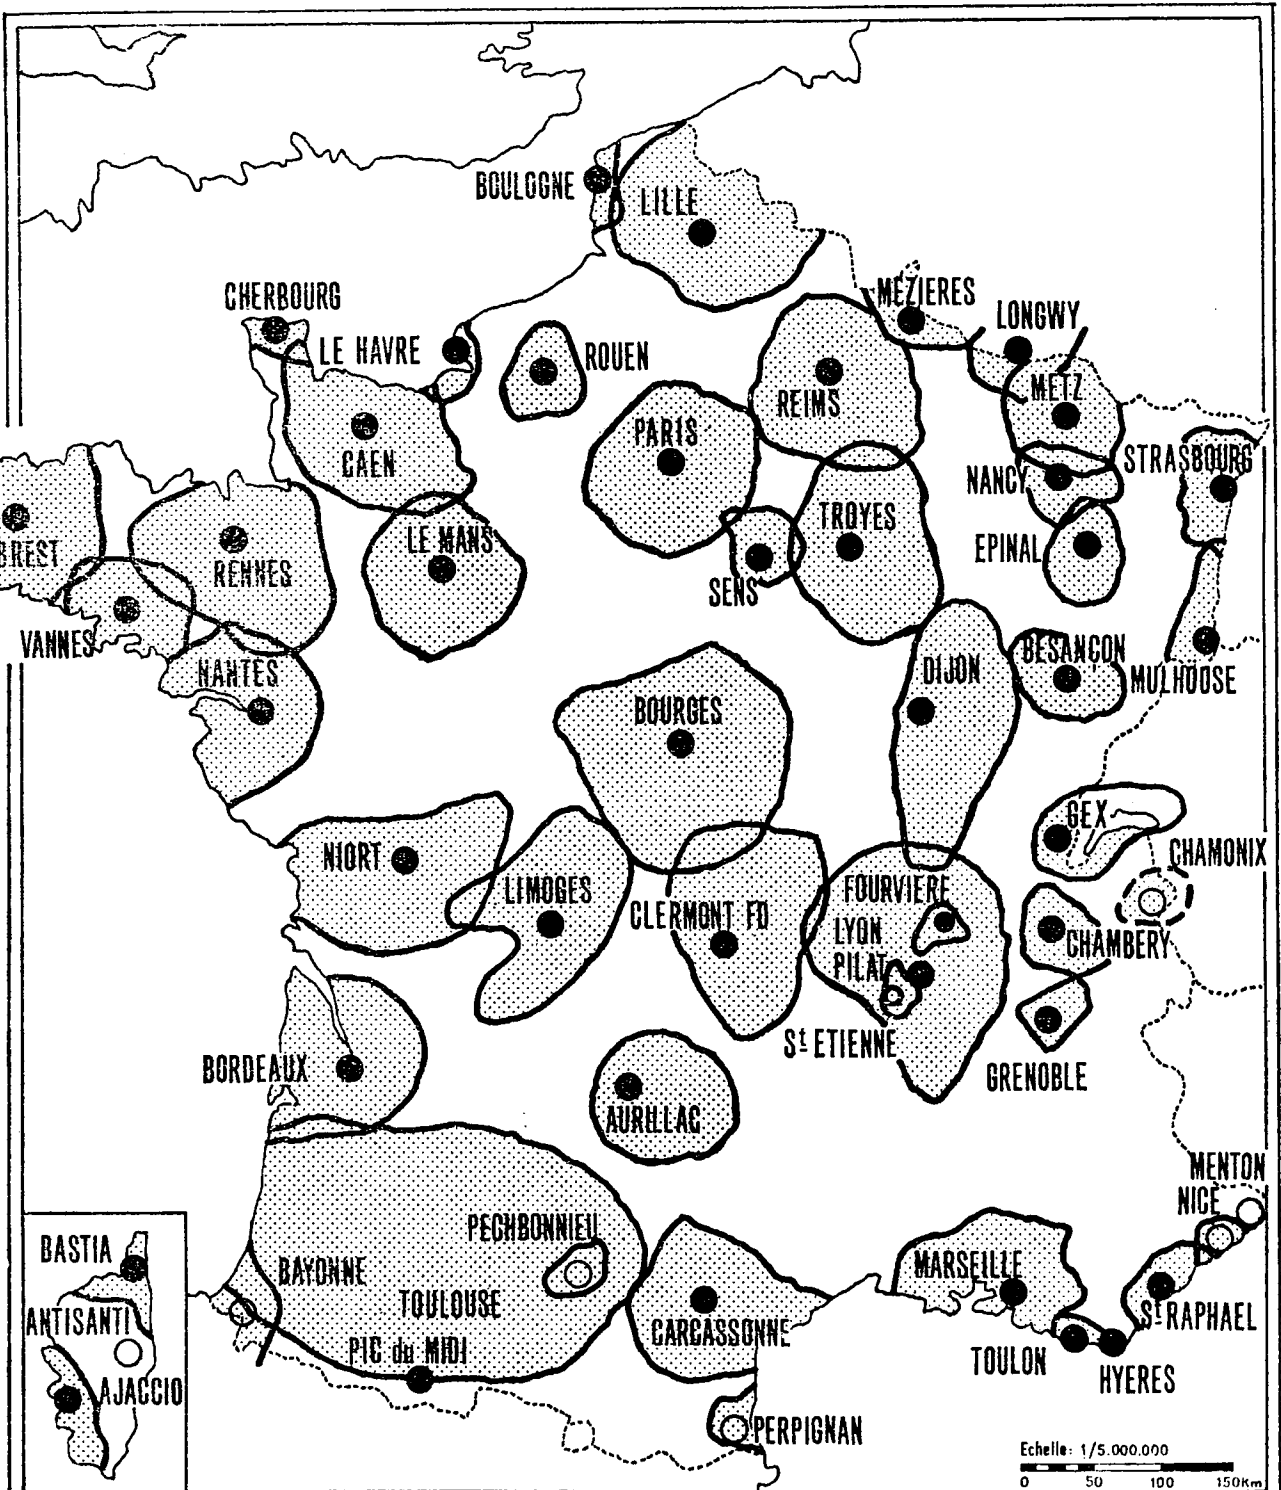 BOULOGNE
LILLE
CHERBOURG
MÉZIERES
LE HAVRE
ROUEN
LONGWY
METZ
REIMS
PARIS
CAEN
STRASBOURG
NANCY
TROYES
LE MANS
EPINAL
BREST
RENNES
SENS
VANNES
BESANÇON
NANTES
DIJON
MULHOUSE
BOURGES
GEX
NIORT
CHAMONIX
LIMOGES
FOURVIERE
CLERMONT FD
LYON
CHAMBERY
PILAT
St ETIENNE
BORDEAUX
GRENOBLE
AURILLAC
MENTON
NICE
PECHBONNIEU
BASTIA
BAYONNE
MARSEILLE
TOULOUSE
ANTISANTI
St RAPHAEL
CARCASSONNE
PIC du MIDI
TOULON
HYERES
AJACCIO
PERPIGNAN
Echelle: 1/5.000.000
0 50 100 150Km